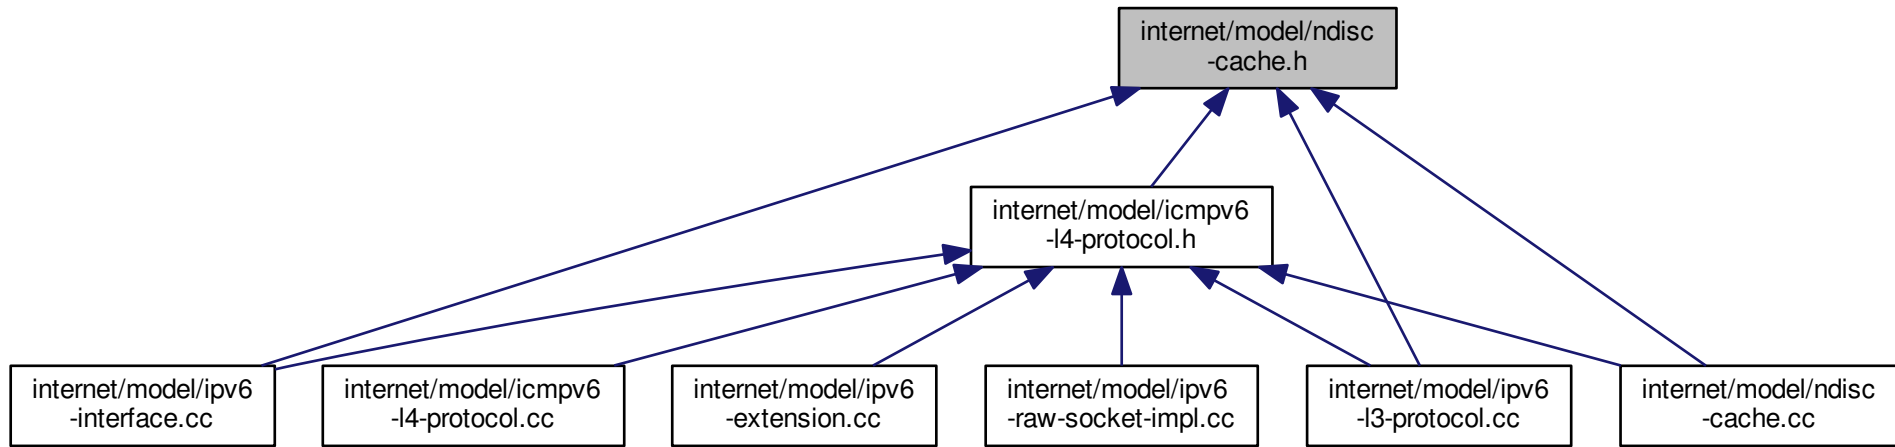 internet/model/ndisc
-cache.h
internet/model/icmpv6
-l4-protocol.h
internet/model/ipv6
-interface.cc
internet/model/icmpv6
-l4-protocol.cc
internet/model/ipv6
-extension.cc
internet/model/ipv6
-raw-socket-impl.cc
internet/model/ipv6
-l3-protocol.cc
internet/model/ndisc
-cache.cc